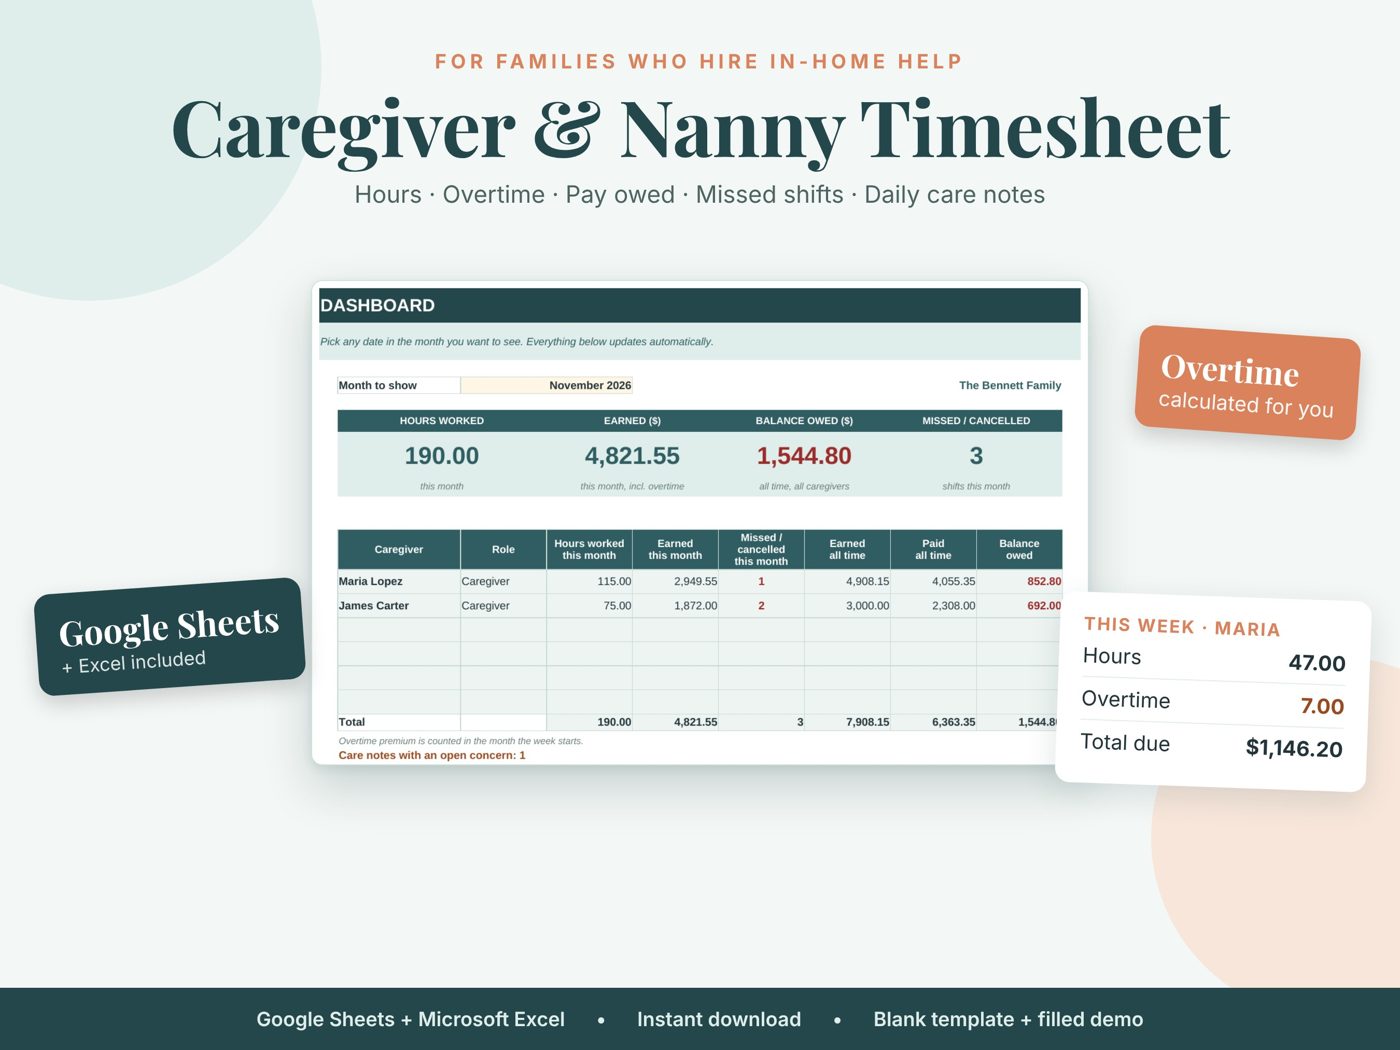 FOR FAMILIES WHO HIRE IN-HOME HELP
Caregiver & Nanny Timesheet
Hours · Overtime · Pay owed · Missed shifts · Daily care notes
DASHBOARD
Pick any date in the month you want to see. Everything below updates automatically.
Month to show November 2026 The Bennett Family
HOURS WORKED EARNED ($) BALANCE OWED ($) MISSED / CANCELLED
190.00 4,821.55 1,544.80 3
this month this month, incl. overtime all time, all caregivers shifts this month
Caregiver Role Hours worked this month Earned this month Missed / cancelled this month Earned all time Paid all time Balance owed
Maria Lopez Caregiver 115.00 2,949.55 1 4,908.15 4,055.35 852.80
James Carter Caregiver 75.00 1,872.00 2 3,000.00 2,308.00 692.00
Total 190.00 4,821.55 3 7,908.15 6,363.35 1,544.80
Overtime premium is counted in the month the week starts.
Care notes with an open concern: 1
Overtime
calculated for you
Google Sheets
+ Excel included
THIS WEEK · MARIA
Hours 47.00
Overtime 7.00
Total due $1,146.20
Google Sheets + Microsoft Excel • Instant download • Blank template + filled demo